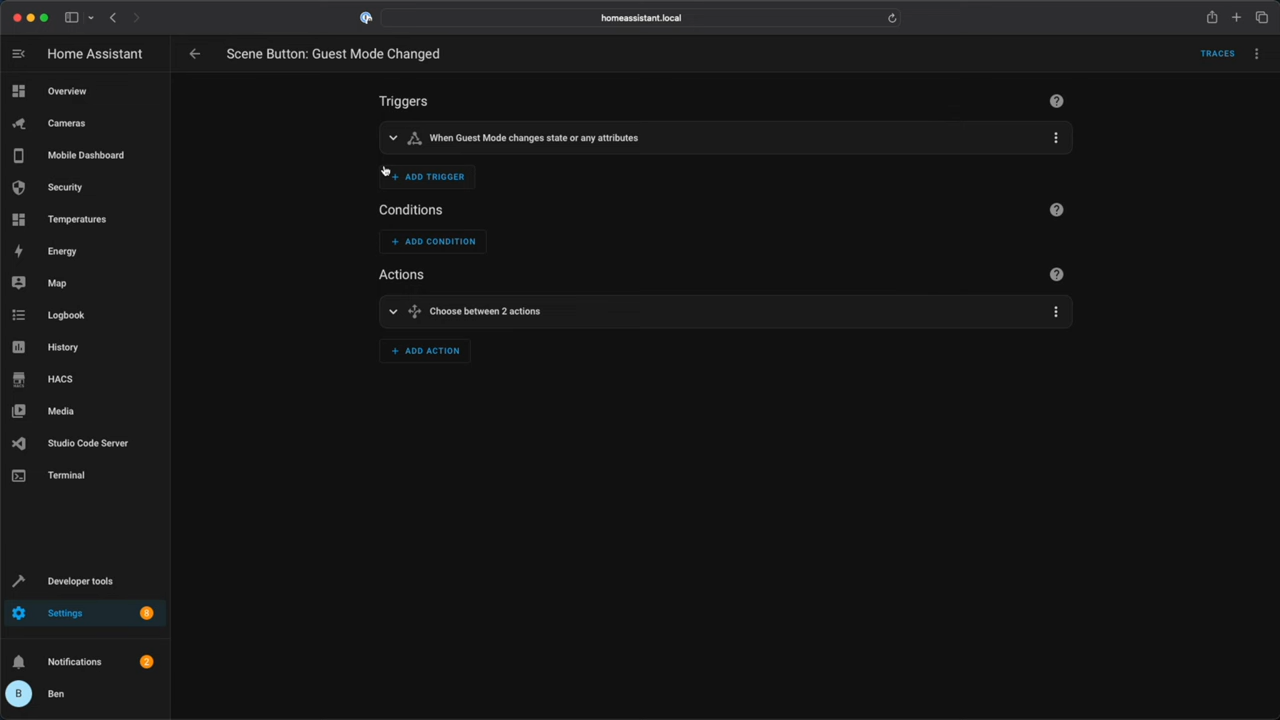 homeassistant.local
Home Assistant
Scene Button: Guest Mode Changed
TRACES
Overview
Cameras
Mobile Dashboard
Security
Temperatures
Energy
Map
Logbook
History
HACS
Media
Studio Code Server
Terminal
Developer tools
Settings
8
Notifications
2
B
Ben
Triggers
When Guest Mode changes state or any attributes
+ ADD TRIGGER
Conditions
+ ADD CONDITION
Actions
Choose between 2 actions
+ ADD ACTION